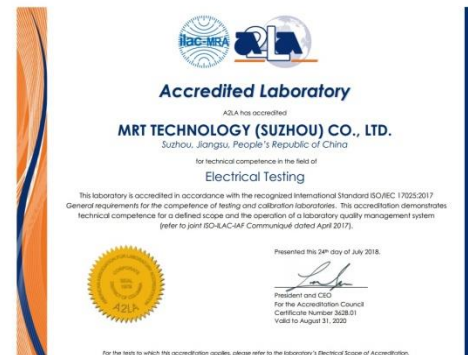 ilac-MRA
A2LA
Accredited Laboratory
A2LA has accredited
MRT TECHNOLOGY (SUZHOU) CO., LTD.
Suzhou, Jiangsu, People's Republic of China
for technical competence in the field of
Electrical Testing
This laboratory is accredited in accordance with the recognized International Standard ISO/IEC 17025:2017
General requirements for the competence of testing and calibration laboratories. This accreditation demonstrates
technical competence for a defined scope and the operation of a laboratory quality management system
(refer to joint ISO-ILAC-IAF Communiqué dated April 2017).
Presented this 24th day of July 2018.
President and CEO
For the Accreditation Council
Certificate Number 3628.01
Valid to August 31, 2020
CORPORATE
SEAL
A2LA
For the tests to which this accreditation applies, please refer to the laboratory's Electrical Scope of Accreditation.